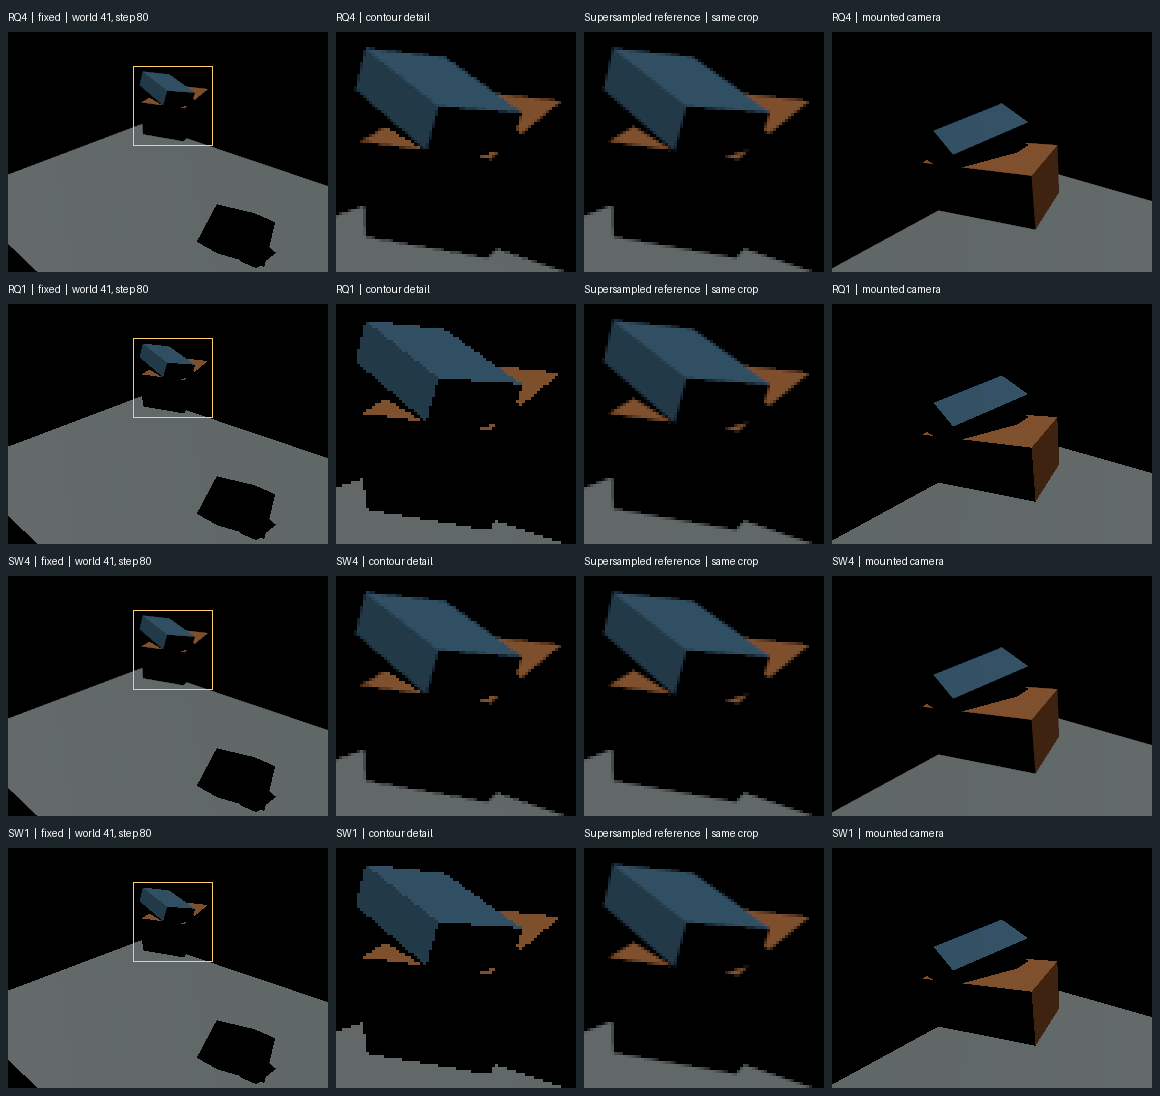 RQ4 | fixed | world 41, step 80
RQ4 | contour detail
Supersampled reference | same crop
RQ4 | mounted camera
RQ1 | fixed | world 41, step 80
RQ1 | contour detail
Supersampled reference | same crop
RQ1 | mounted camera
SW4 | fixed | world 41, step 80
SW4 | contour detail
Supersampled reference | same crop
SW4 | mounted camera
SW1 | fixed | world 41, step 80
SW1 | contour detail
Supersampled reference | same crop
SW1 | mounted camera